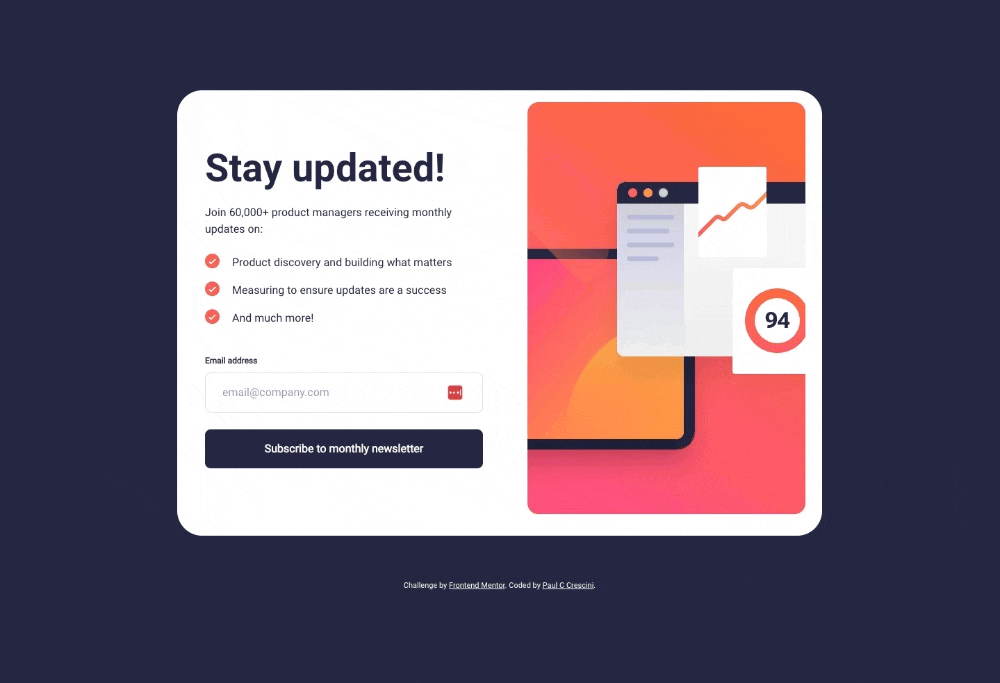 Stay updated!
Join 60,000+ product managers receiving monthly
updates on:
Product discovery and building what matters
Measuring to ensure updates are a success
And much more!
Email address
email@company.com
Subscribe to monthly newsletter
94
Challenge by Frontend Mentor. Coded by Paul C Crescini.